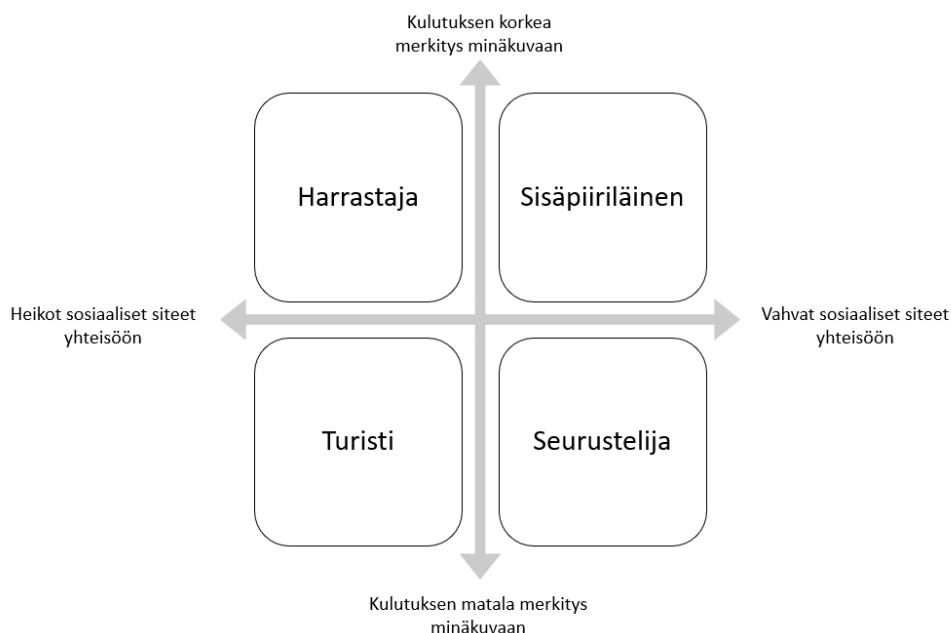 Kulutuksen korkea
merkitys minäkuvaan
Harrastaja
Sisäpiiriläinen
Heikot sosiaaliset siteet
yhteisöön
Vahvat sosiaaliset siteet
yhteisöön
Turisti
Seurustelija
Kulutuksen matala merkitys
minäkuvaan